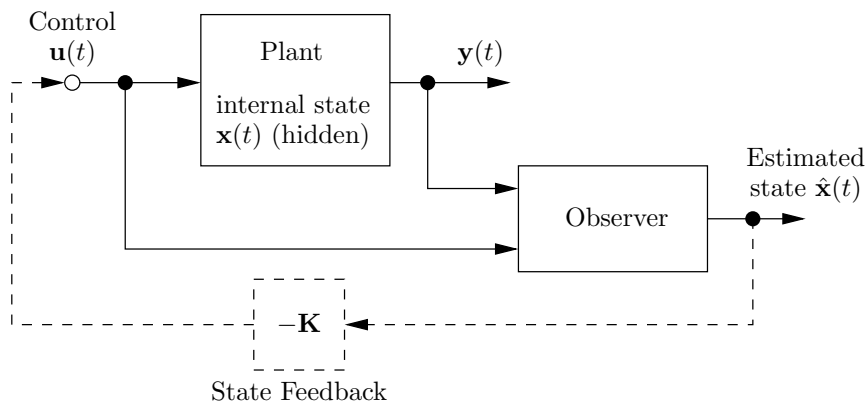 Control
u(t)
Plant
internal state
x(t) (hidden)
y(t)
Observer
Estimated
state x̂(t)
−K
State Feedback